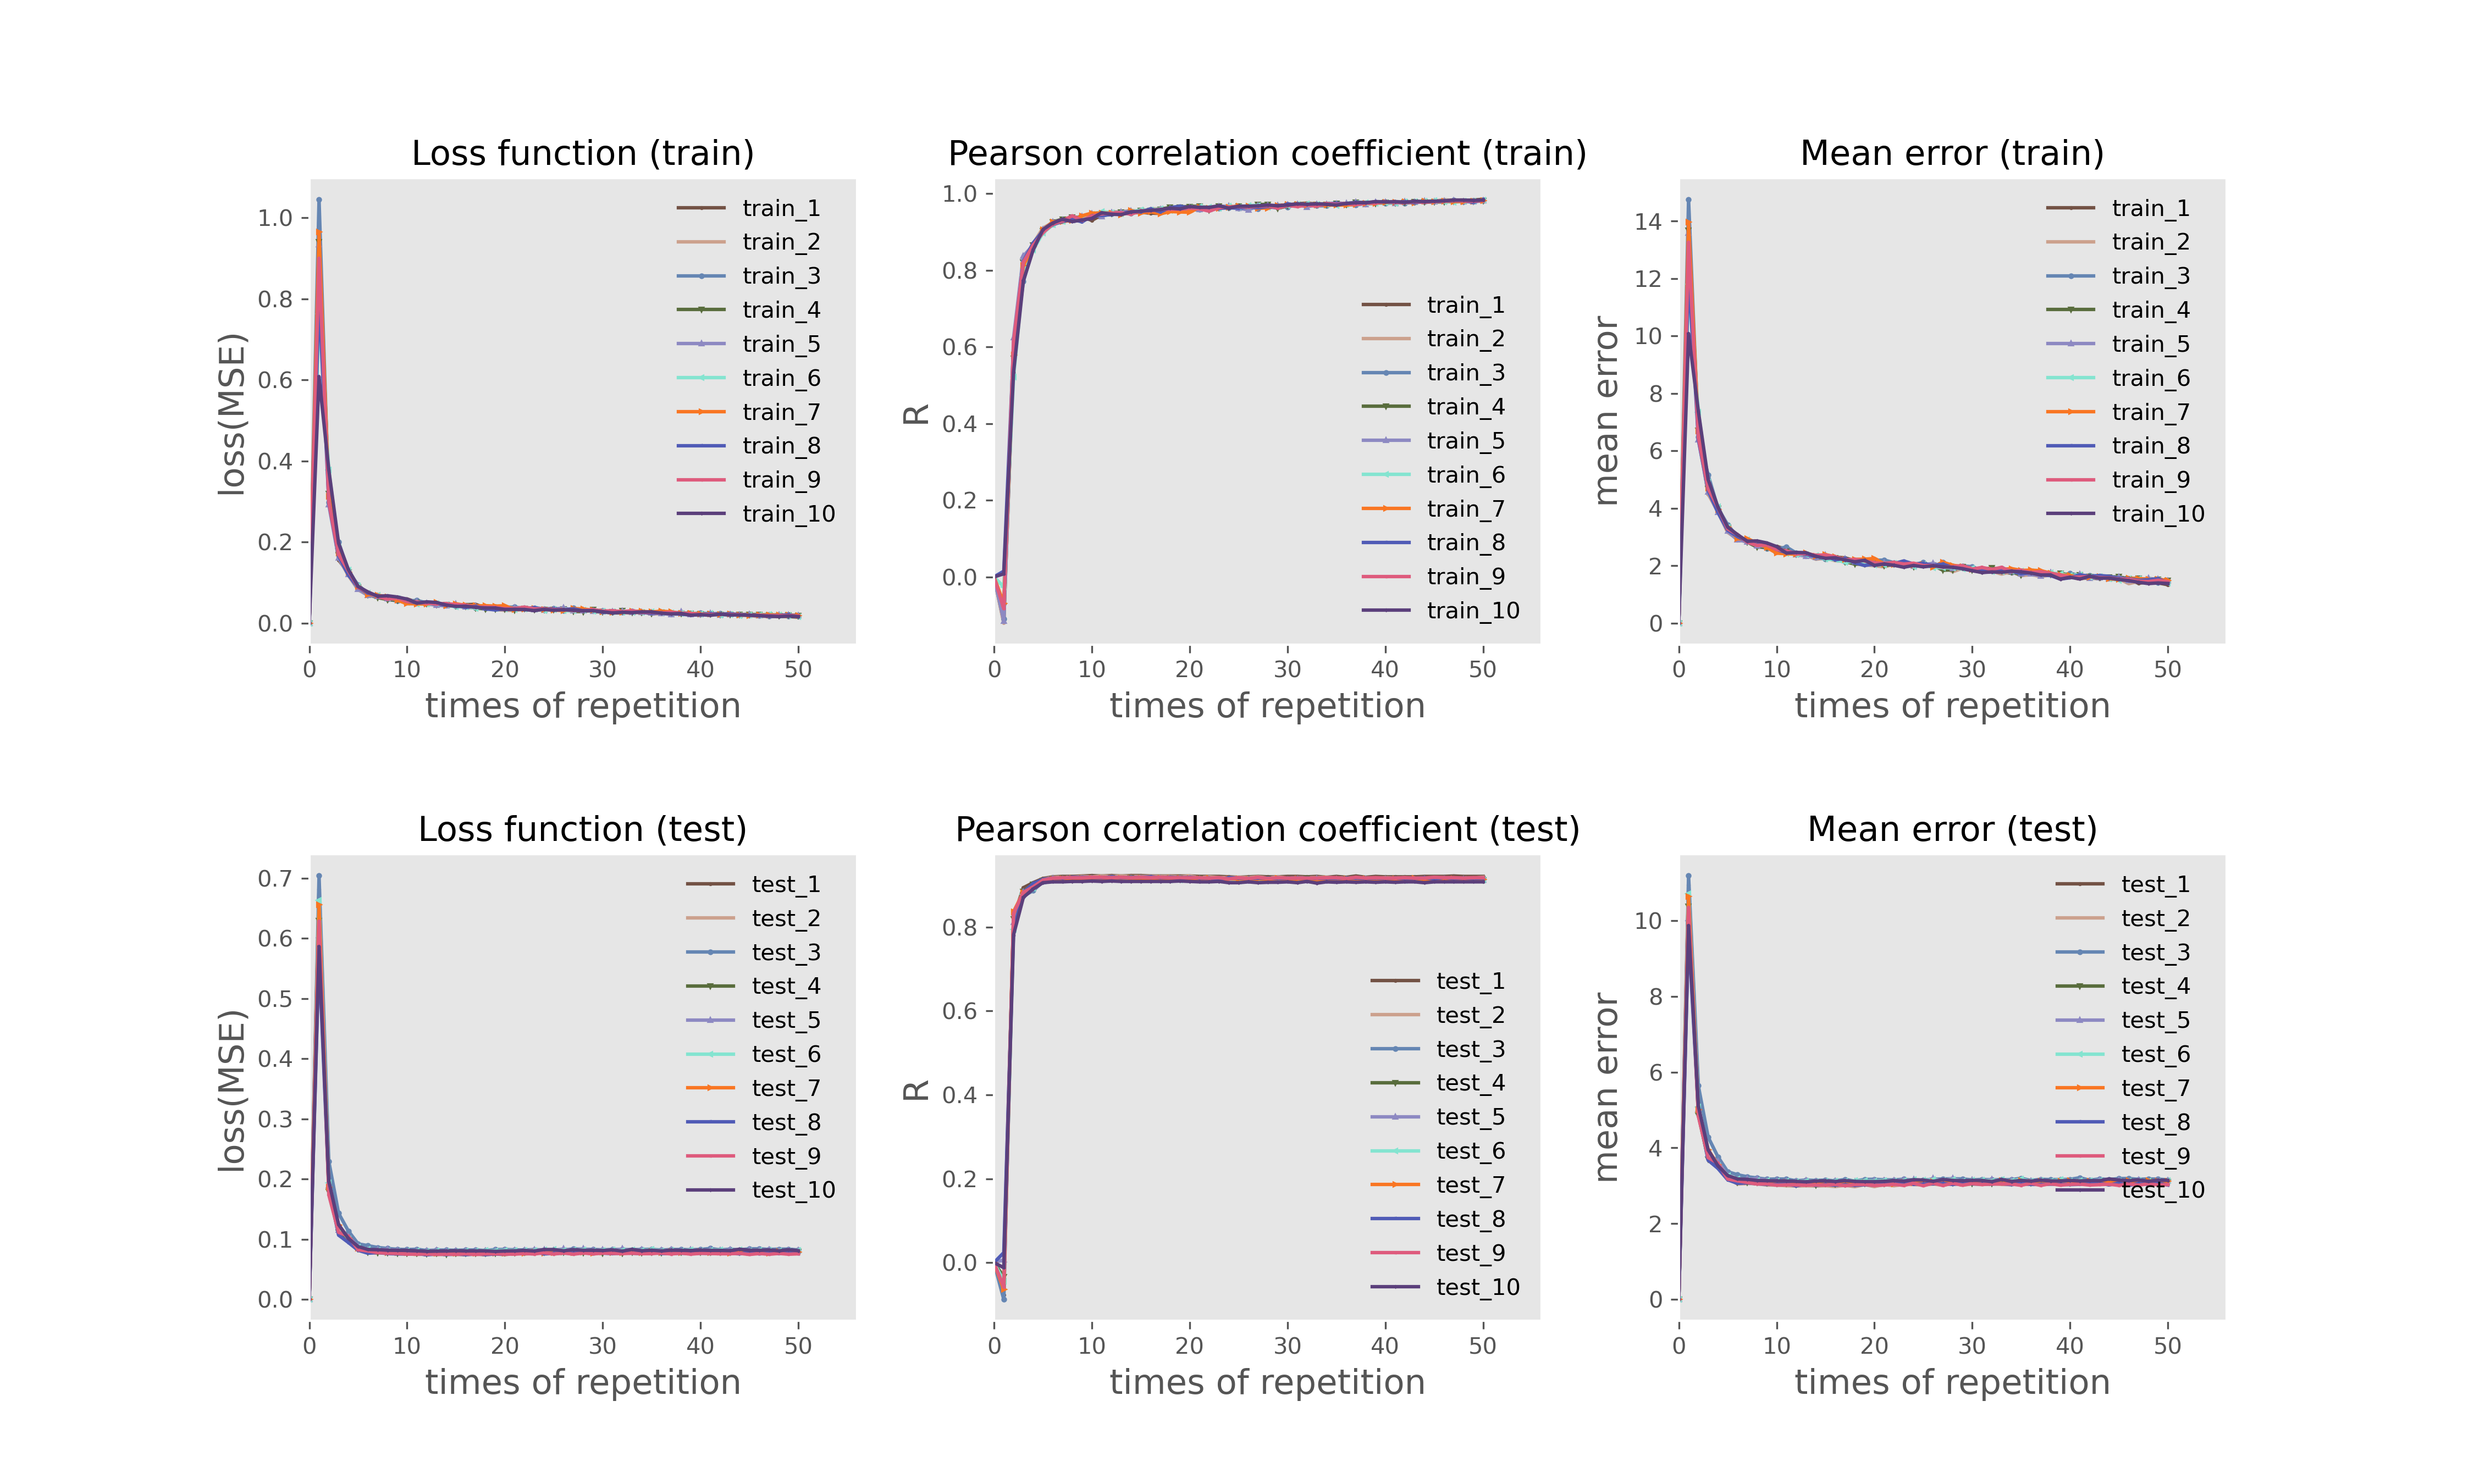 Loss function (train)
loss(MSE)
1.0
0.8
0.6
0.4
0.2
0.0
train_1
train_2
train_3
train_4
train_5
train_6
train_7
train_8
train_9
train_10
0 10 20 30 40 50
times of repetition
Pearson correlation coefficient (train)
R
1.0
0.8
0.6
0.4
0.2
0.0
train_1
train_2
train_3
train_4
train_5
train_6
train_7
train_8
train_9
train_10
0 10 20 30 40 50
times of repetition
Mean error (train)
mean error
14
12
10
8
6
4
2
0
train_1
train_2
train_3
train_4
train_5
train_6
train_7
train_8
train_9
train_10
0 10 20 30 40 50
times of repetition
Loss function (test)
loss(MSE)
0.7
0.6
0.5
0.4
0.3
0.2
0.1
0.0
test_1
test_2
test_3
test_4
test_5
test_6
test_7
test_8
test_9
test_10
0 10 20 30 40 50
times of repetition
Pearson correlation coefficient (test)
R
0.8
0.6
0.4
0.2
0.0
test_1
test_2
test_3
test_4
test_5
test_6
test_7
test_8
test_9
test_10
0 10 20 30 40 50
times of repetition
Mean error (test)
mean error
10
8
6
4
2
0
test_1
test_2
test_3
test_4
test_5
test_6
test_7
test_8
test_9
test_10
0 10 20 30 40 50
times of repetition